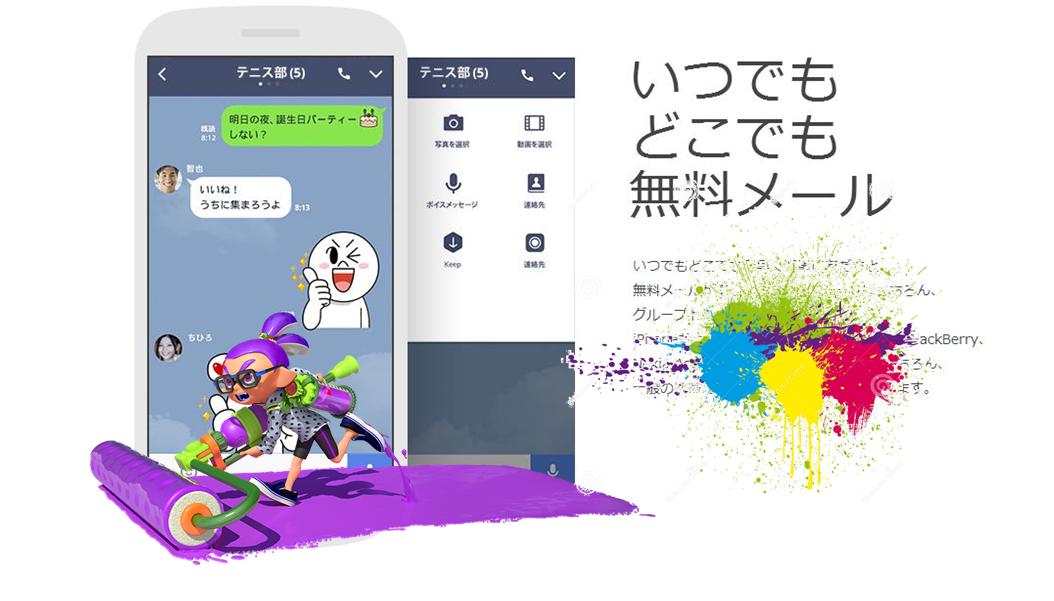 テニス部(5)
明日の夜、誕生日パーティー
しない?
既読
8:12
智也
いいね!
うちに集まろうよ
8:13
ちひろ
テニス部(5)
写真を選択
動画を選択
ボイスメッセージ
連絡先
Keep
連絡先
いつでも
どこでも
無料メール
いつでもどこで
無料メール
ろん、
グループ
ackBerry、
ろん、
一般の
ます。